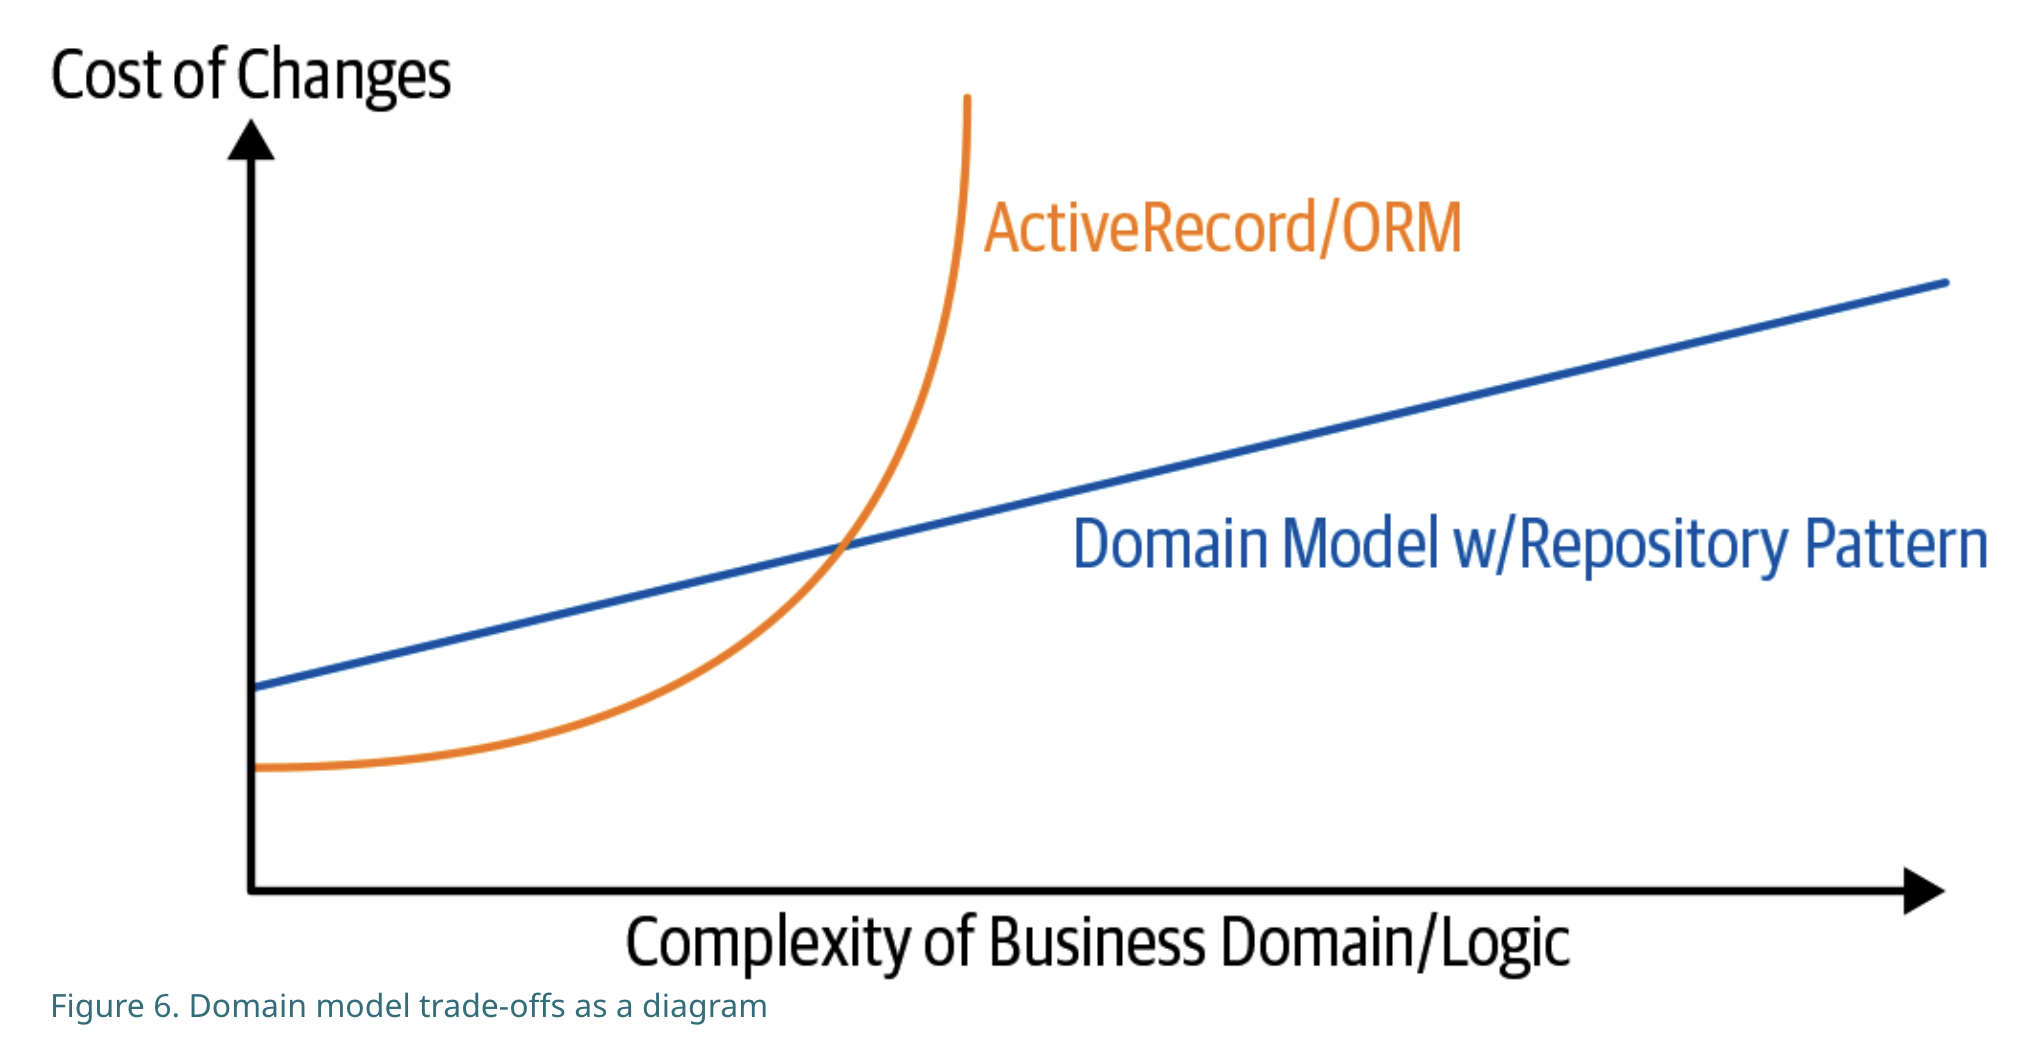 Cost of Changes
ActiveRecord/ORM
Domain Model w/Repository Pattern
Complexity of Business Domain/Logic
Figure 6. Domain model trade-offs as a diagram